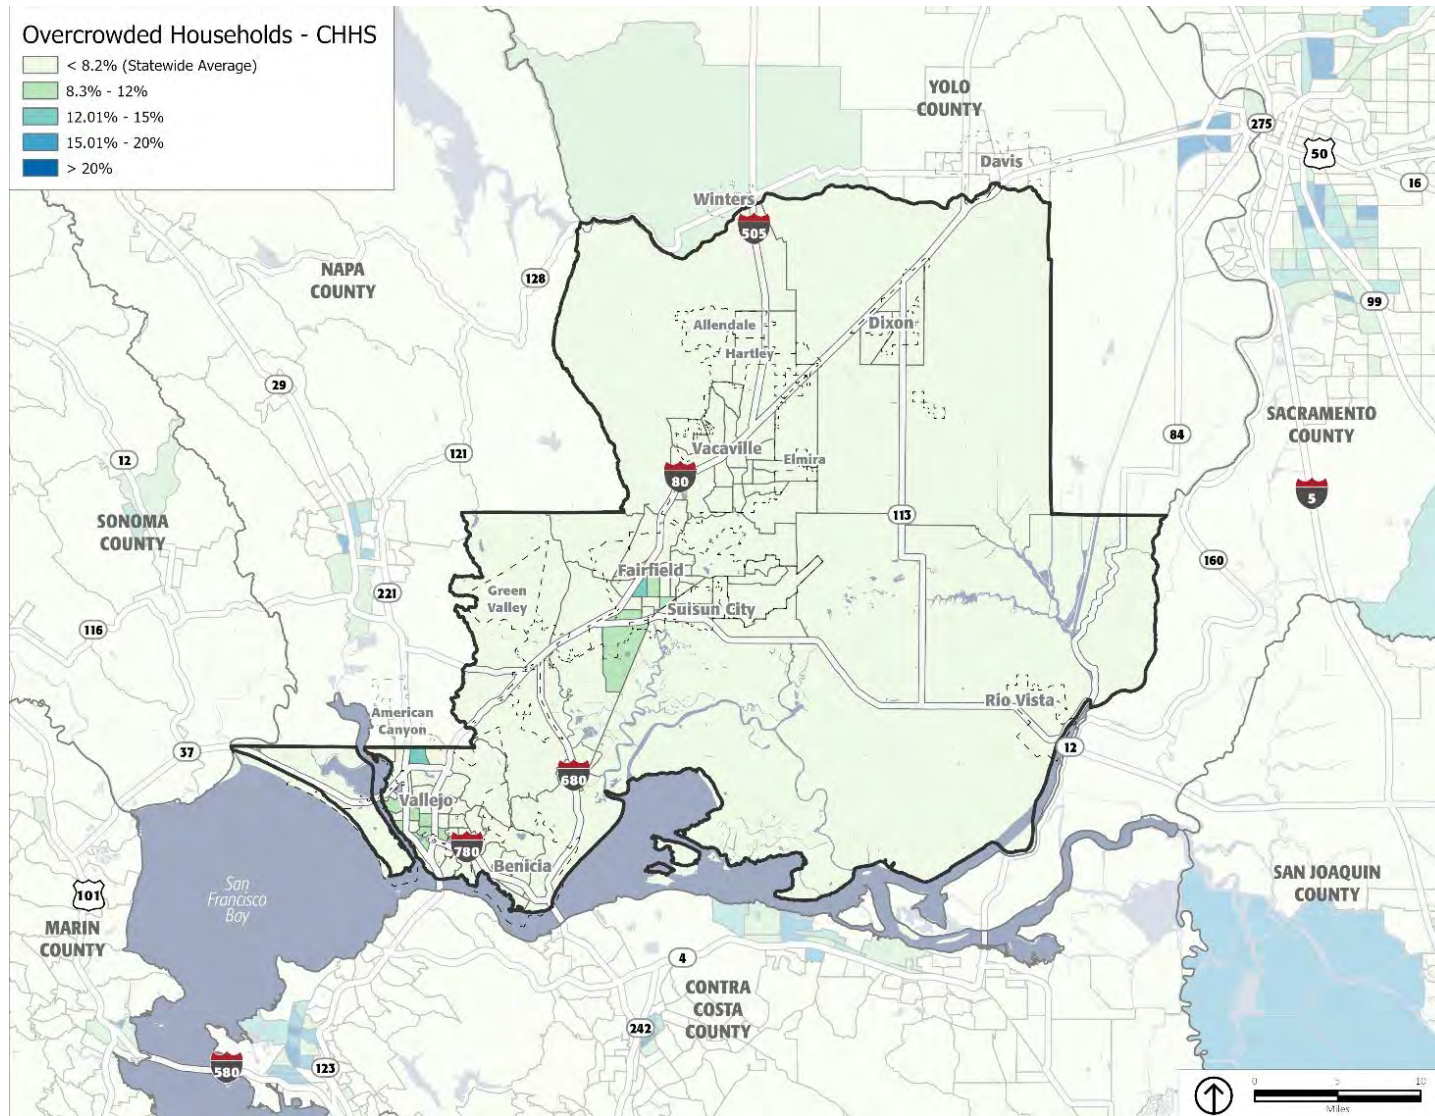 Overcrowded Households - CHHS
< 8.2% (Statewide Average)
8.3% - 12%
12.01% - 15%
15.01% - 20%
> 20%
YOLO
COUNTY
275
50
Davis
16
Winters
505
NAPA
COUNTY
128
99
Allendale
Dixon
Hartley
29
SACRAMENTO
COUNTY
84
12
121
Vacaville
Elmira
80
5
SONOMA
COUNTY
113
160
Fairfield
Green
Valley
221
Suisun City
116
Rio Vista
American
Canyon
37
12
680
Vallejo
780
Benicia
San
Francisco
Bay
101
MARIN
COUNTY
SAN JOAQUIN
COUNTY
4
CONTRA
COSTA
COUNTY
242
580
123
0 5 10
Miles